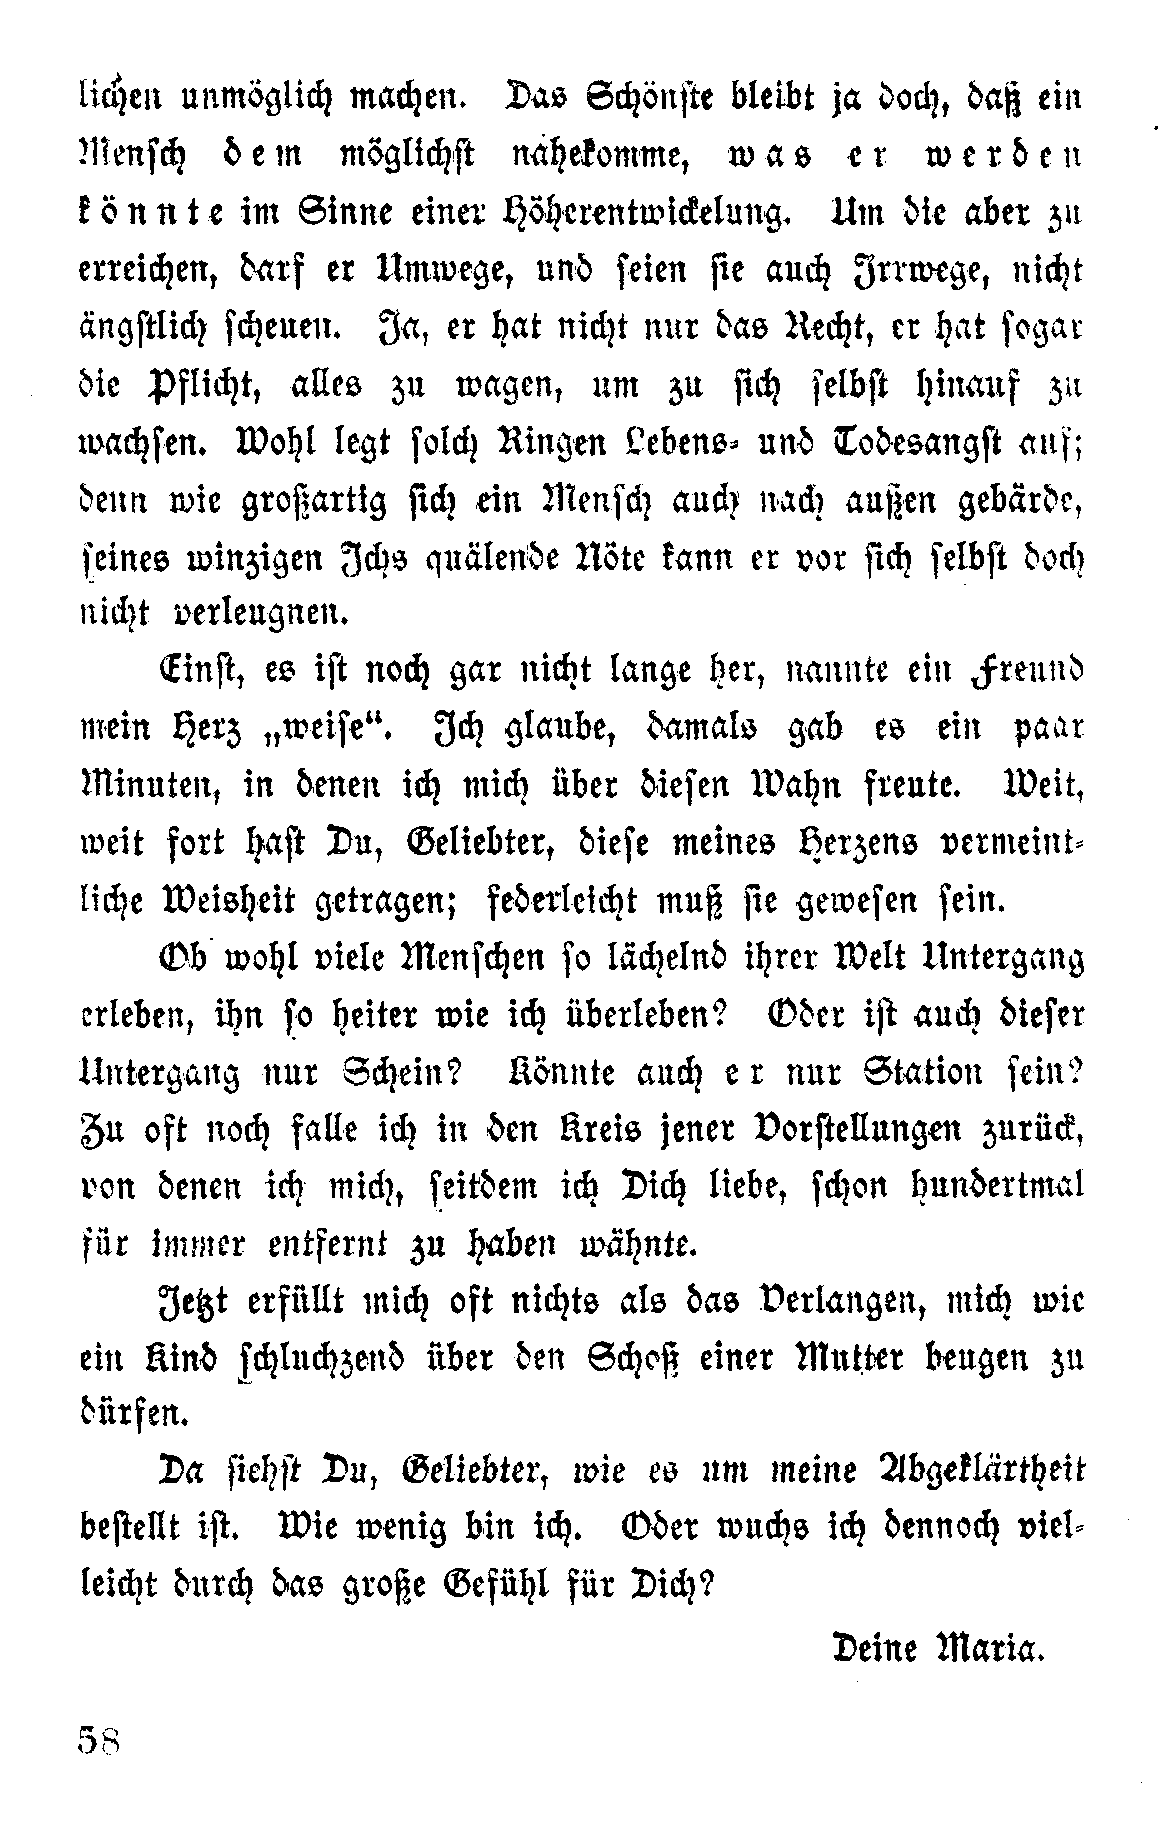 lichen unmöglich machen. Das Schönste bleibt ja doch, daß ein
Mensch dem möglichst nahekomme, was er werden
könnte im Sinne einer Höherentwickelung. Um die aber zu
erreichen, darf er Umwege, und seien sie auch Irrwege, nicht
ängstlich scheuen. Ja, er hat nicht nur das Recht, er hat sogar
die Pflicht, alles zu wagen, um zu sich selbst hinauf zu
wachsen. Wohl legt solch Ringen Lebens- und Todesangst auf;
denn wie großartig sich ein Mensch auch nach außen gebärde,
seines winzigen Ichs quälende Nöte kann er vor sich selbst doch
nicht verleugnen.
Einst, es ist noch gar nicht lange her, nannte ein Freund
mein Herz „weise“. Ich glaube, damals gab es ein paar
Minuten, in denen ich mich über diesen Wahn freute. Weit,
weit fort hast Du, Geliebter, diese meines Herzens vermeint-
liche Weisheit getragen; federleicht muß sie gewesen sein.
Ob wohl viele Menschen so lächelnd ihrer Welt Untergang
erleben, ihn so heiter wie ich überleben? Oder ist auch dieser
Untergang nur Schein? Könnte auch er nur Station sein?
Zu oft noch falle ich in den Kreis jener Vorstellungen zurück,
von denen ich mich, seitdem ich Dich liebe, schon hundertmal
für immer entfernt zu haben wähnte.
Jetzt erfüllt mich oft nichts als das Verlangen, mich wie
ein Kind schluchzend über den Schoß einer Mutter beugen zu
dürfen.
Da siehst Du, Geliebter, wie es um meine Abgeklärtheit
bestellt ist. Wie wenig bin ich. Oder wuchs ich dennoch viel-
leicht durch das große Gefühl für Dich?
Deine Maria.
58